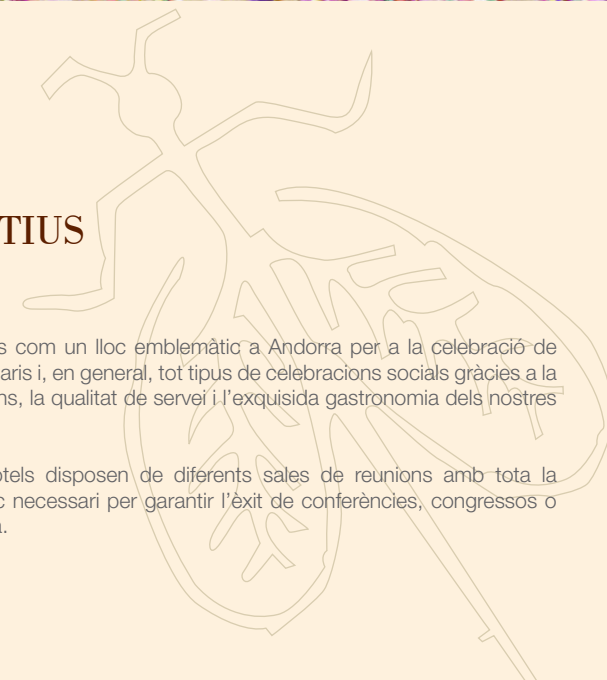 TIUS
s com un lloc emblemàtic a Andorra per a la celebració de
aris i, en general, tot tipus de celebracions socials gràcies a la
ns, la qualitat de servei i l’exquisida gastronomia dels nostres
otels disposen de diferents sales de reunions amb tota la
c necessari per garantir l’èxit de conferències, congressos o
a.